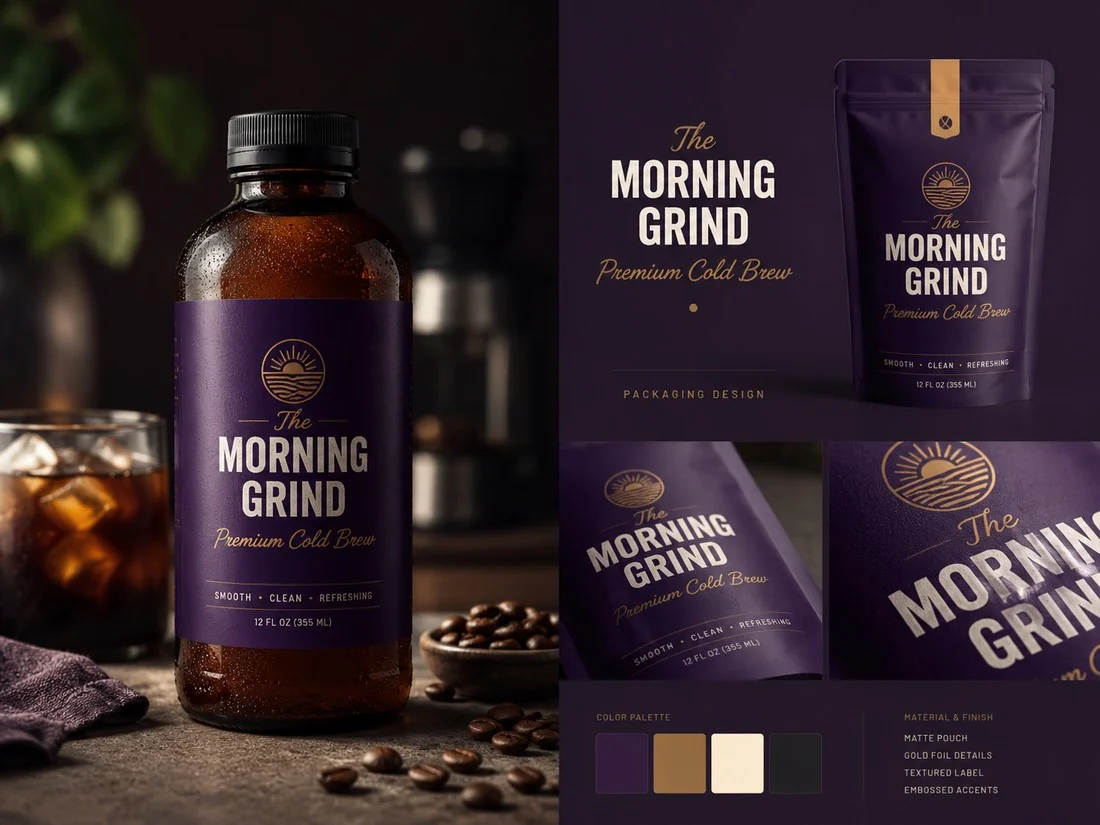 The
MORNING
GRIND
Premium Cold Brew
SMOOTH • CLEAN • REFRESHING
12 FL OZ (355 ML)
The
MORNING
GRIND
Premium Cold Brew
PACKAGING DESIGN
The
MORNING
GRIND
Premium Cold Brew
SMOOTH • CLEAN • REFRESHING
12 FL OZ (355 ML)
The
MORNING
GRIND
Premium Cold Brew
SMOOTH • CLEAN • REFRESHING
12 FL OZ (355 ML)
The
MORNIN
GRIN
COLOR PALETTE
MATERIAL & FINISH
MATTE POUCH
GOLD FOIL DETAILS
TEXTURED LABEL
EMBOSSED ACCENTS